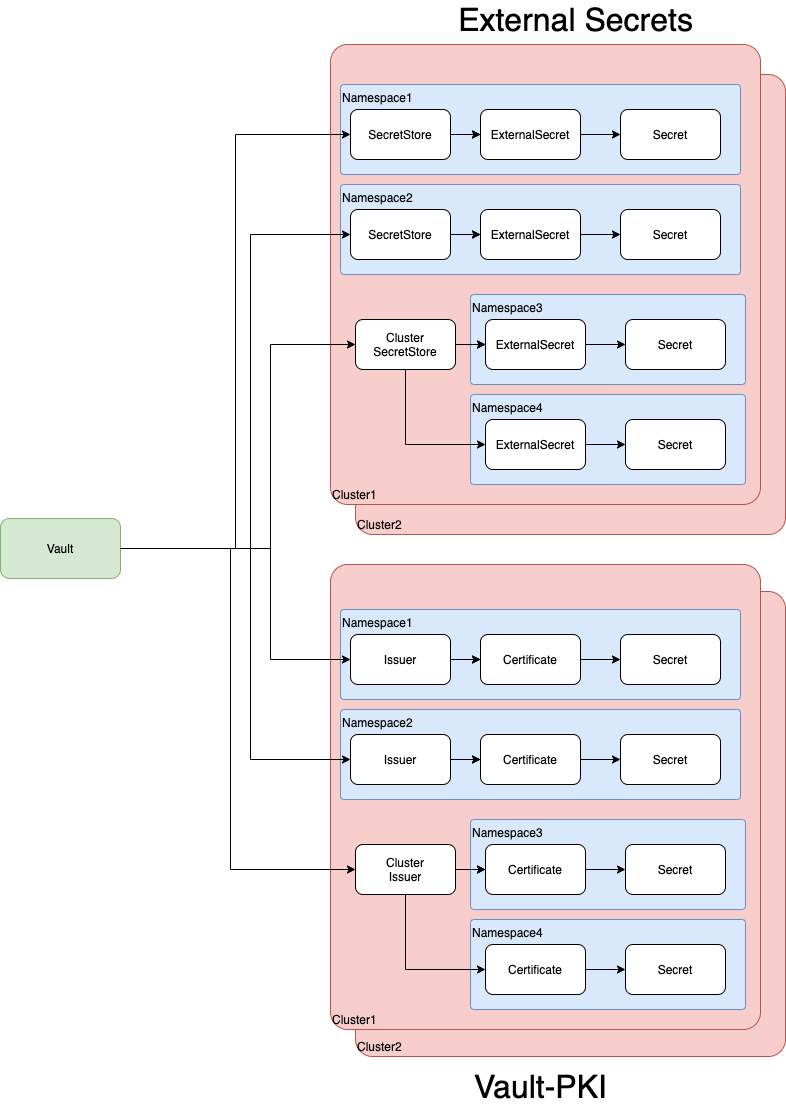 External Secrets
Namespace1
SecretStore
ExternalSecret
Secret
Namespace2
SecretStore
ExternalSecret
Secret
Namespace3
Cluster
SecretStore
ExternalSecret
Secret
Namespace4
ExternalSecret
Secret
Cluster1
Cluster2
Vault
Namespace1
Issuer
Certificate
Secret
Namespace2
Issuer
Certificate
Secret
Namespace3
Cluster
Issuer
Certificate
Secret
Namespace4
Certificate
Secret
Cluster1
Cluster2
Vault-PKI